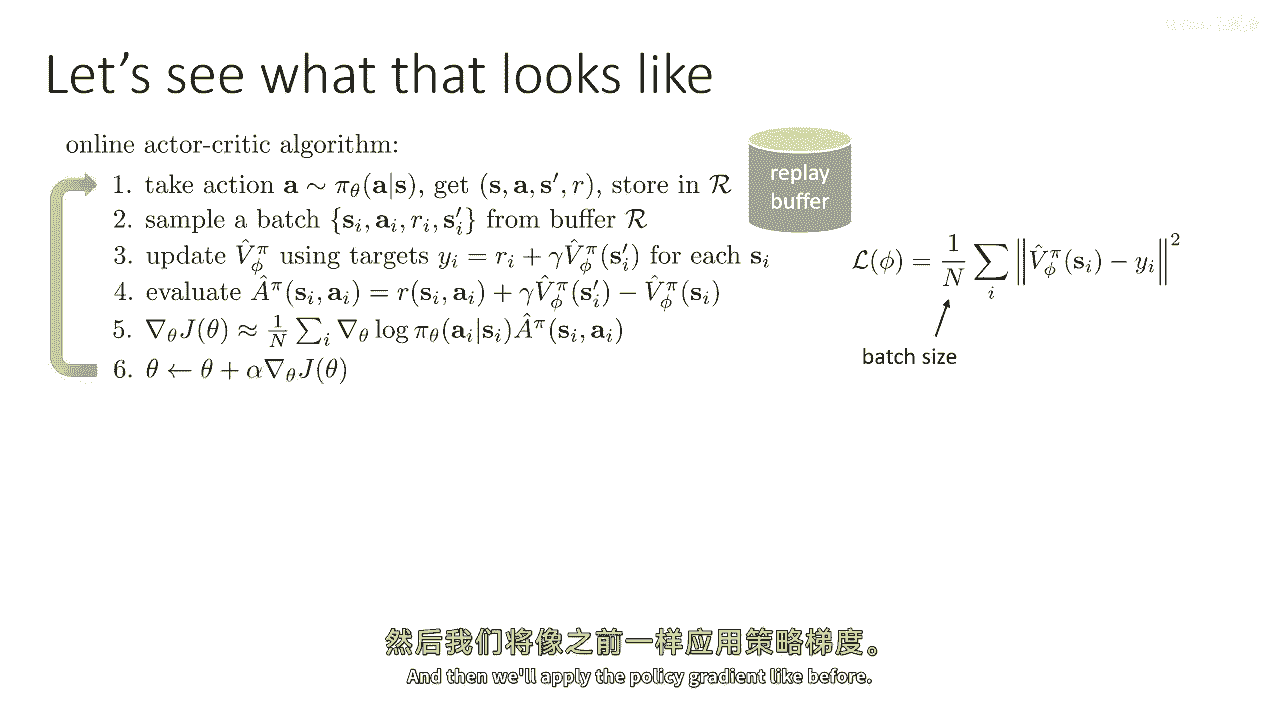 Let's see what that looks like
online actor-critic algorithm:
1. take action $\mathbf{a} \sim \pi_\theta(\mathbf{a}|\mathbf{s})$, get $(\mathbf{s}, \mathbf{a}, \mathbf{s}', r)$, store in $\mathcal{R}$
replay
buffer
2. sample a batch $\{\mathbf{s}_i, \mathbf{a}_i, r_i, \mathbf{s}'_i\}$ from buffer $\mathcal{R}$
3. update $\hat{V}^\pi_\phi$ using targets $y_i = r_i + \gamma \hat{V}^\pi_\phi(\mathbf{s}'_i)$ for each $\mathbf{s}_i$
4. evaluate $\hat{A}^\pi(\mathbf{s}_i, \mathbf{a}_i) = r(\mathbf{s}_i, \mathbf{a}_i) + \gamma \hat{V}^\pi_\phi(\mathbf{s}'_i) - \hat{V}^\pi_\phi(\mathbf{s}_i)$
5. $\nabla_\theta J(\theta) \approx \frac{1}{N} \sum_i \nabla_\theta \log \pi_\theta(\mathbf{a}_i|\mathbf{s}_i) \hat{A}^\pi(\mathbf{s}_i, \mathbf{a}_i)$
6. $\theta \leftarrow \theta + \alpha \nabla_\theta J(\theta)$
$\mathcal{L}(\phi) = \frac{1}{N} \sum_i \left\| \hat{V}^\pi_\phi(\mathbf{s}_i) - y_i \right\|^2$
batch size
然后我们将像之前一样应用策略梯度。
And then we'll apply the policy gradient like before.